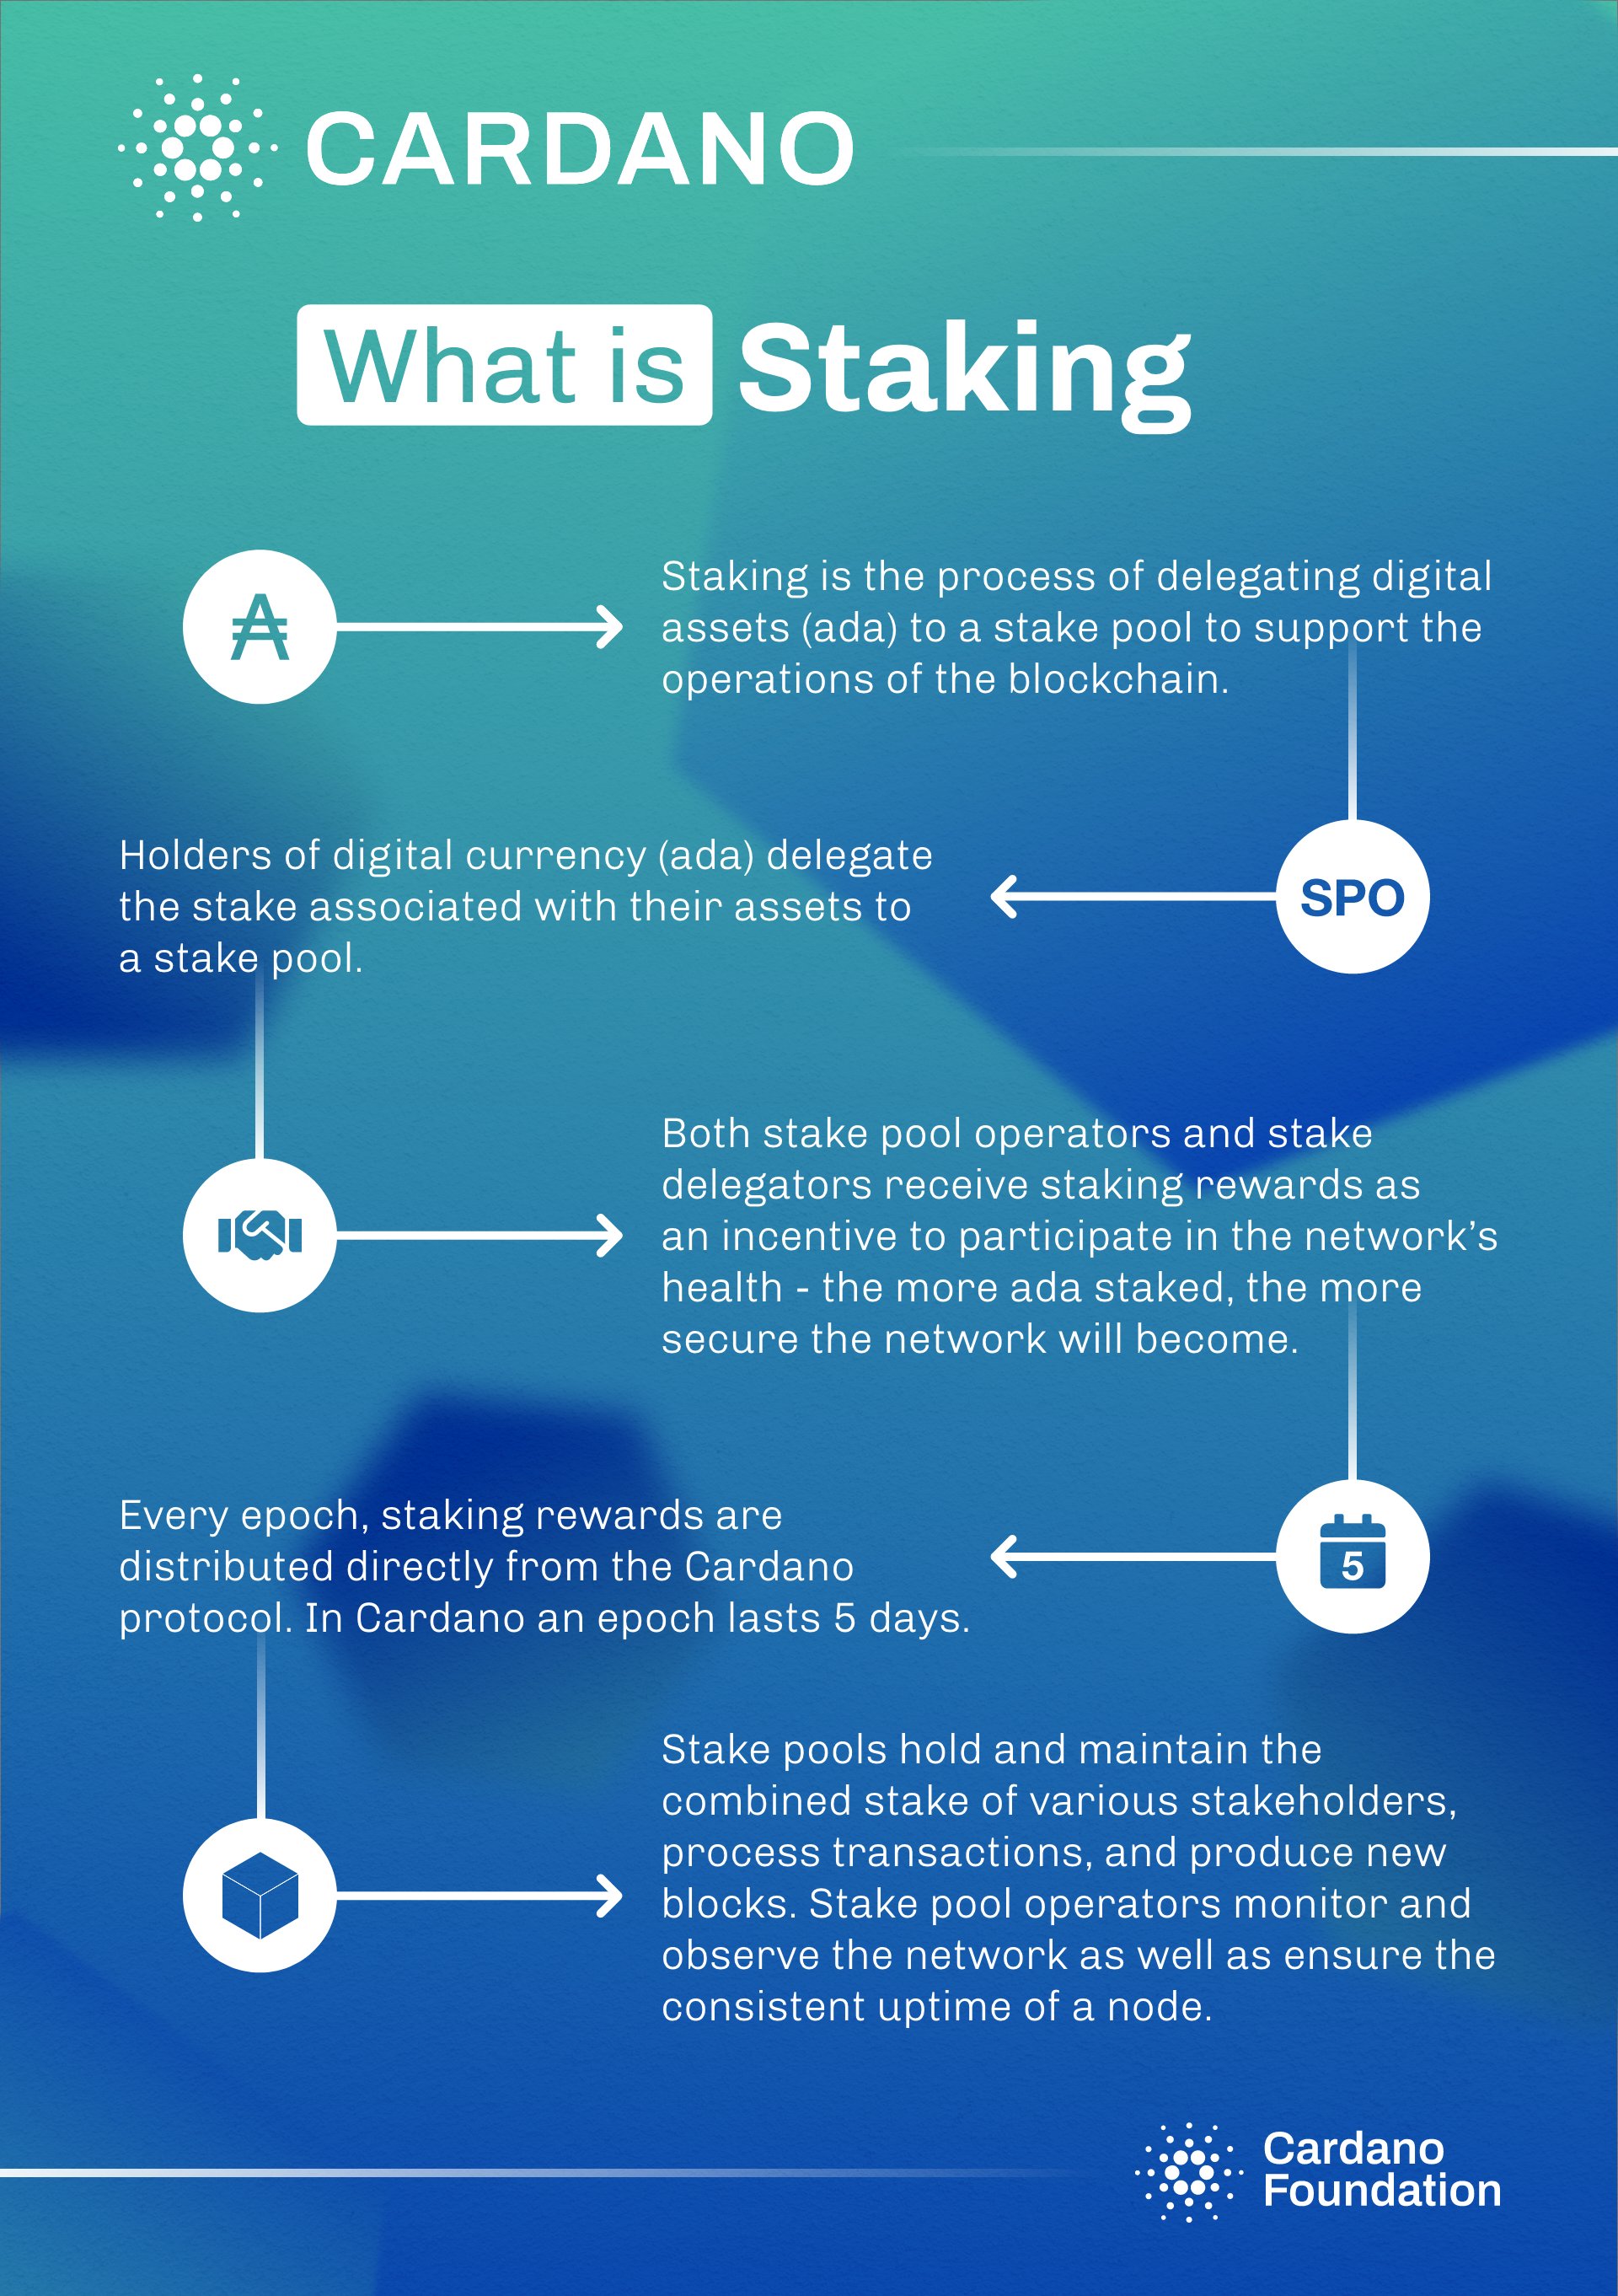 CARDANO
What is Staking
₳
Staking is the process of delegating digital
assets (ada) to a stake pool to support the
operations of the blockchain.
Holders of digital currency (ada) delegate
the stake associated with their assets to
a stake pool.
SPO
Both stake pool operators and stake
delegators receive staking rewards as
an incentive to participate in the network’s
health - the more ada staked, the more
secure the network will become.
Every epoch, staking rewards are
distributed directly from the Cardano
protocol. In Cardano an epoch lasts 5 days.
5
Stake pools hold and maintain the
combined stake of various stakeholders,
process transactions, and produce new
blocks. Stake pool operators monitor and
observe the network as well as ensure the
consistent uptime of a node.
Cardano
Foundation